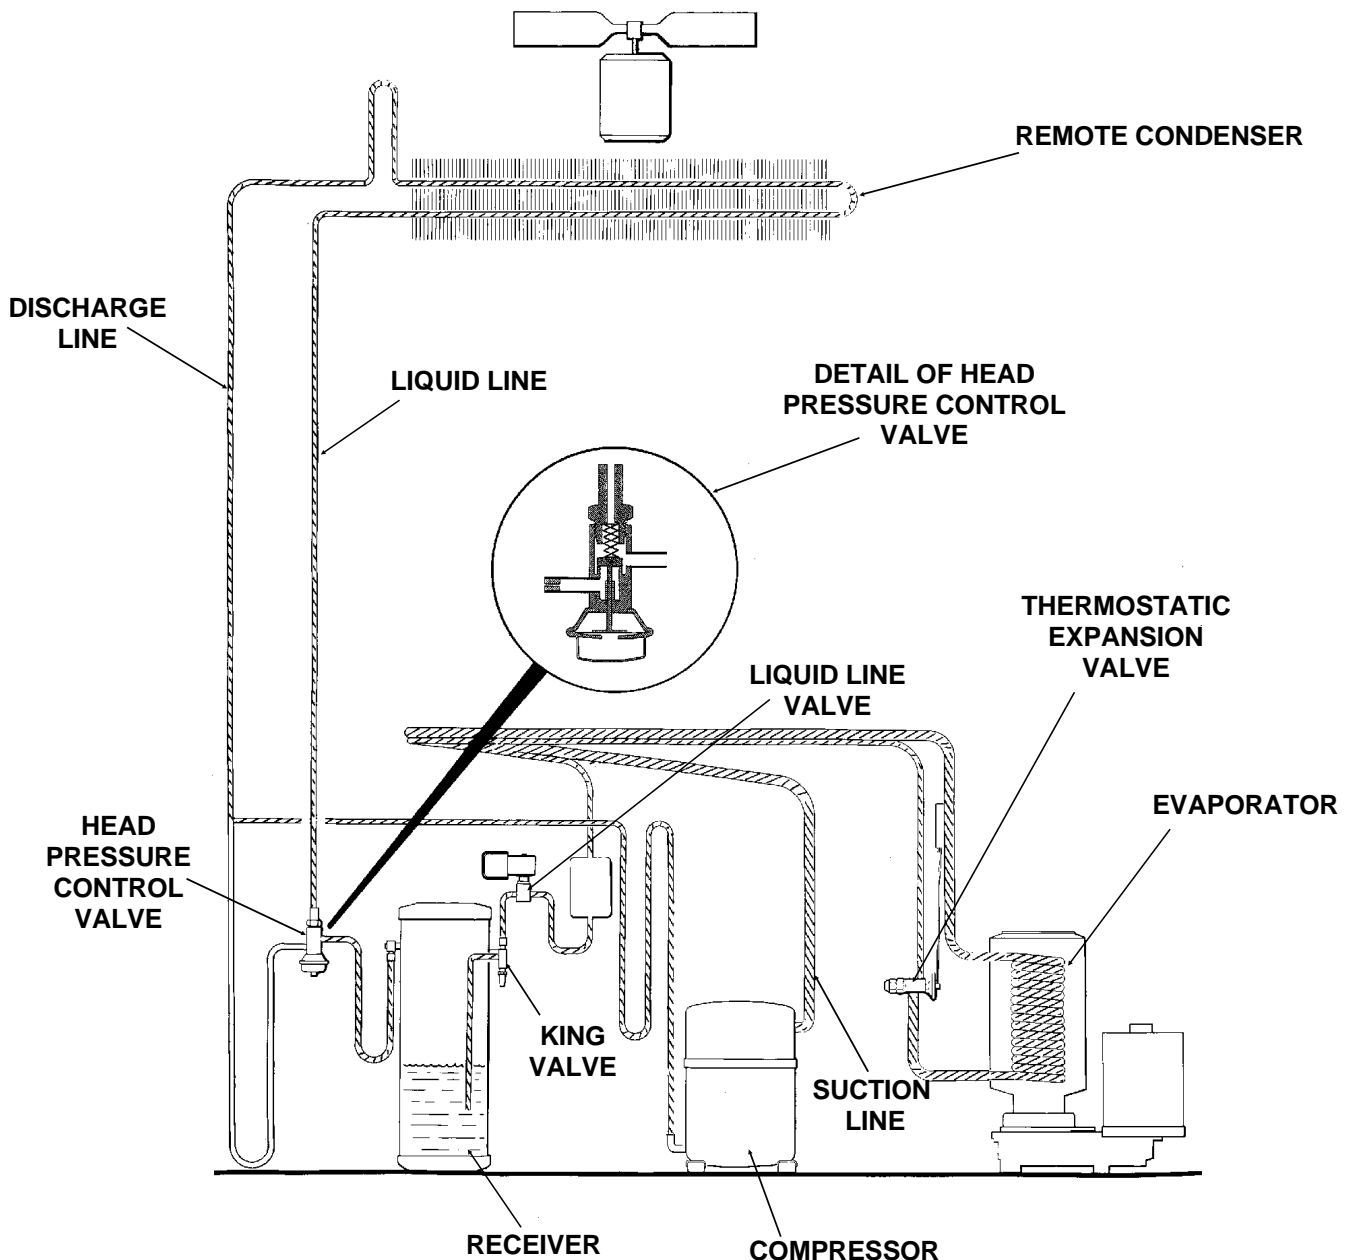 REMOTE CONDENSER
DISCHARGE
LINE
LIQUID LINE
DETAIL OF HEAD
PRESSURE CONTROL
VALVE
THERMOSTATIC
EXPANSION
VALVE
LIQUID LINE
VALVE
EVAPORATOR
HEAD
PRESSURE
CONTROL
VALVE
KING
VALVE
SUCTION
LINE
RECEIVER
COMPRESSOR